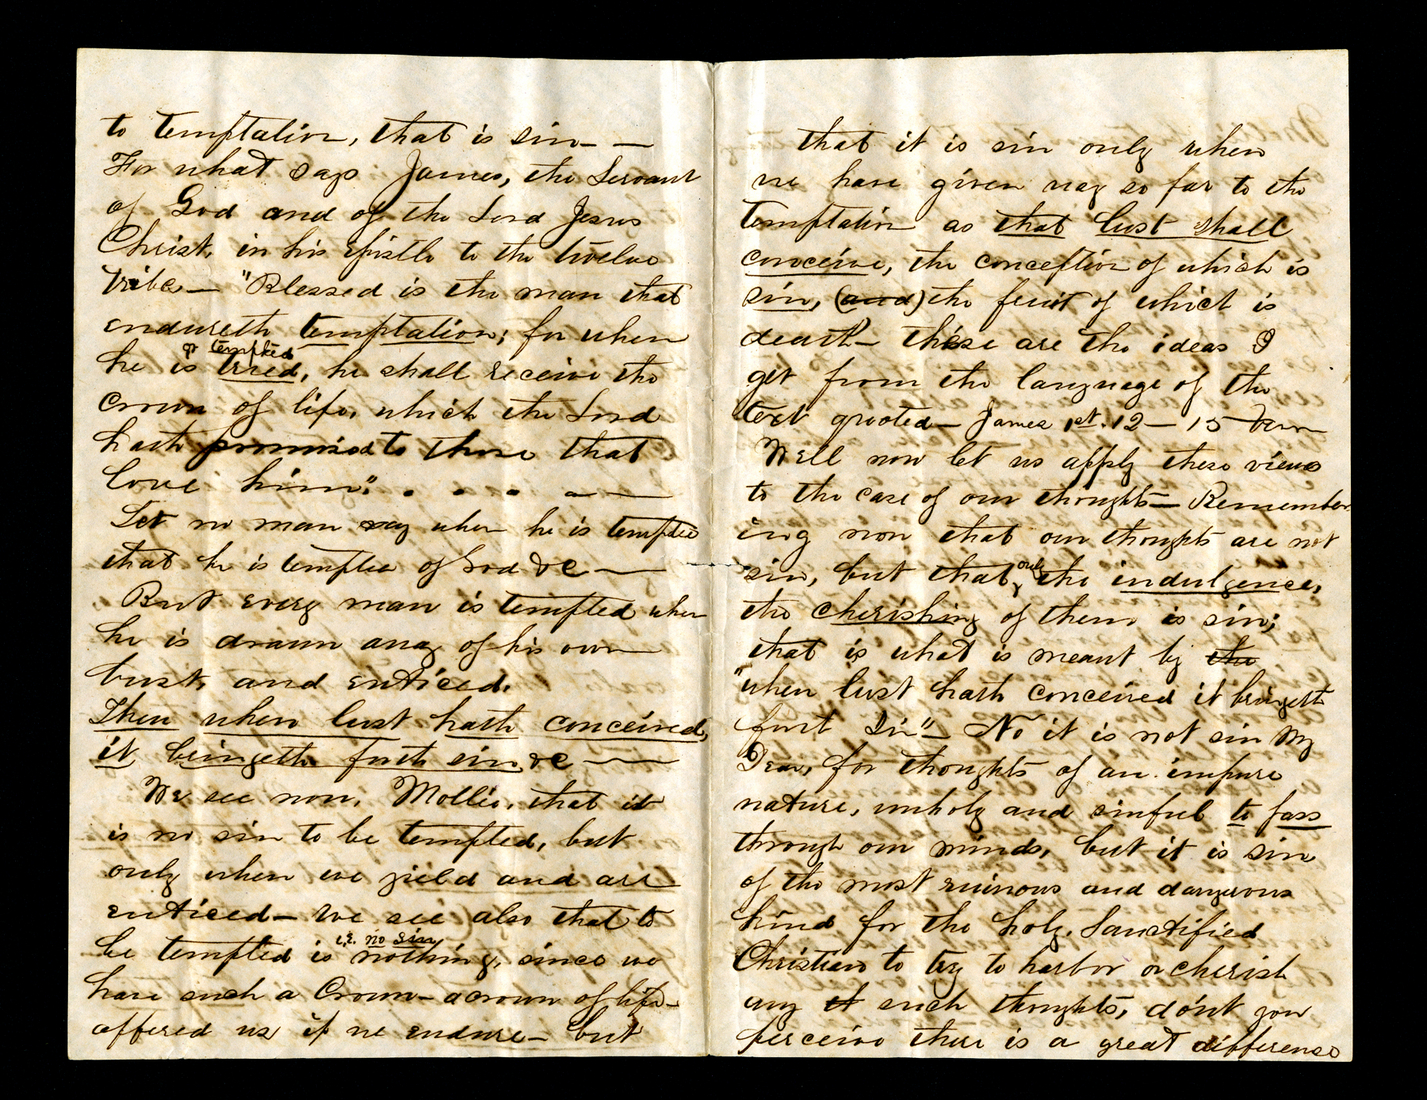 to temptation, that is sin — —
For what says James, the Servant
of God and of the Lord Jesus
Christ, in his Epistle to the twelve
tribe, — "Blessed is the man that
endureth temptation; for when
or tempted
he is tried, he shall receive the
crown of life, which the Lord
hath promised to those that
love him". . . . — —
Let no man say when he is tempted
that he is tempted of God &c —
But every man is tempted when
he is drawn away of his own
lust, and enticed.
Then when lust hath conceived,
it bringeth forth sin &c —
We see now, Mollie, that it
is no sin to be tempted, but
only when we yield and are
enticed — We see also that to
i.e. no sin
be tempted is nothing, since we
have such a Crown — a crown of life —
offered us if we endure — but
that it is sin only when
we have given way so far to the
temptation as that lust shall
conceive, the conception of which is
sin, (and) the fruit of which is
death — these are the ideas I
get from the language of the
text quoted — James 1st. 12 — 15 Vern
Well now let us apply these views
to the case of our thoughts — Remember
ing now that our thoughts are not
only
sin, but that the indulgence,
the cherishing of them is sin;
that is what is meant by the
"when lust hath conceived it bringeth
fort Sin" — No it is not sin My
Dear, for thoughts of an impure
nature, unholy and sinful to pass
through our minds, but it is sin
of the most ruinous and dangerous
kind for the holy, Sanctified
Christian to try to harbor or cherish
any of such thoughts, dont you
perceive there is a great difference